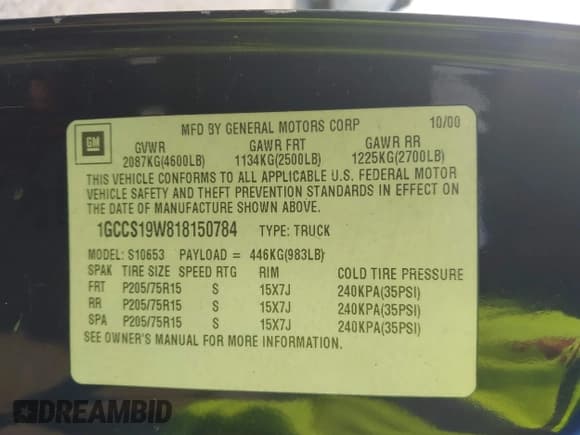 MFD BY GENERAL MOTORS CORP 10/00
GM
GVWR GAWR FRT GAWR RR
2087KG(4600LB) 1134KG(2500LB) 1225KG(2700LB)
THIS VEHICLE CONFORMS TO ALL APPLICABLE U.S. FEDERAL MOTOR
VEHICLE SAFETY AND THEFT PREVENTION STANDARDS IN EFFECT ON
THE DATE OF MANUFACTURE SHOWN ABOVE.
1GCCS19W818150784 TYPE: TRUCK
MODEL: S10653 PAYLOAD = 446KG(983LB)
SPAK TIRE SIZE SPEED RTG RIM COLD TIRE PRESSURE
FRT P205/75R15 S 15X7J 240KPA(35PSI)
RR P205/75R15 S 15X7J 240KPA(35PSI)
SPA P205/75R15 S 15X7J 240KPA(35PSI)
SEE OWNER'S MANUAL FOR MORE INFORMATION.
DREAMBID